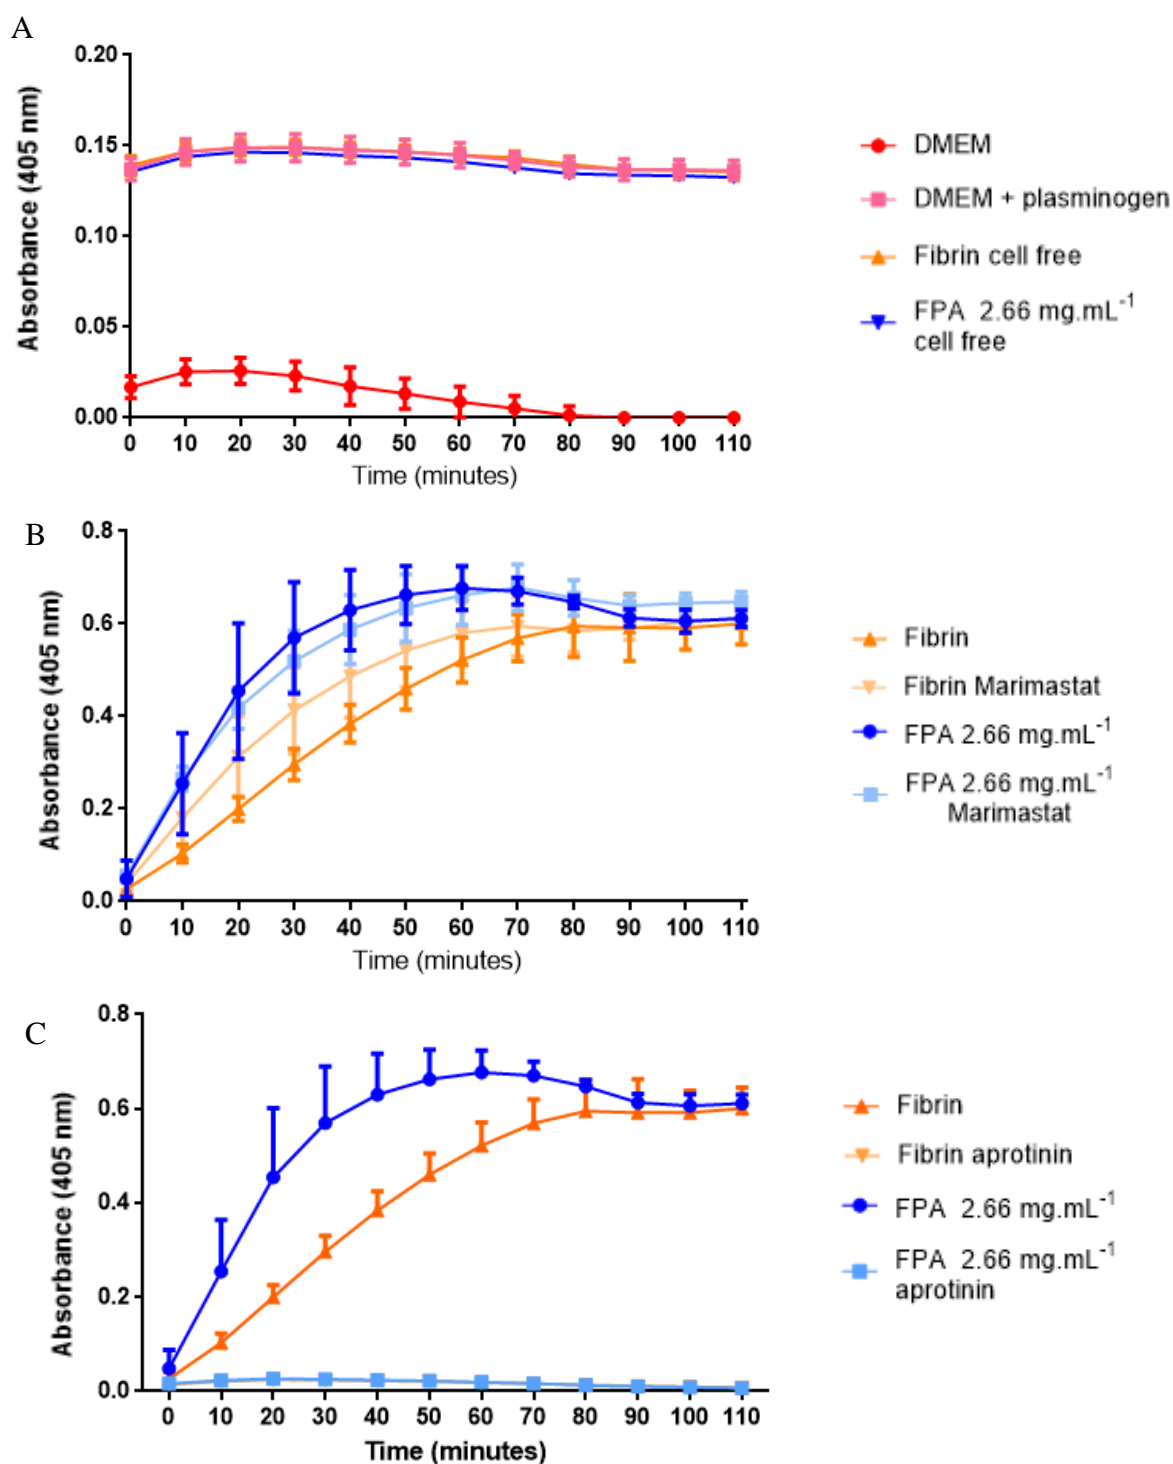 A
0.20
0.15
0.10
0.05
0.00
Absorbance (405 nm)
0 10 20 30 40 50 60 70 80 90 100 110
Time (minutes)
DMEM
DMEM + plasminogen
Fibrin cell free
FPA 2.66 mg.mL⁻¹
cell free
B
0.8
0.6
0.4
0.2
0.0
Absorbance (405 nm)
0 10 20 30 40 50 60 70 80 90 100 110
Time (minutes)
Fibrin
Fibrin Marimastat
FPA 2.66 mg.mL⁻¹
FPA 2.66 mg.mL⁻¹
Marimastat
C
0.8
0.6
0.4
0.2
0.0
Absorbance (405 nm)
0 10 20 30 40 50 60 70 80 90 100 110
Time (minutes)
Fibrin
Fibrin aprotinin
FPA 2.66 mg.mL⁻¹
FPA 2.66 mg.mL⁻¹
aprotinin